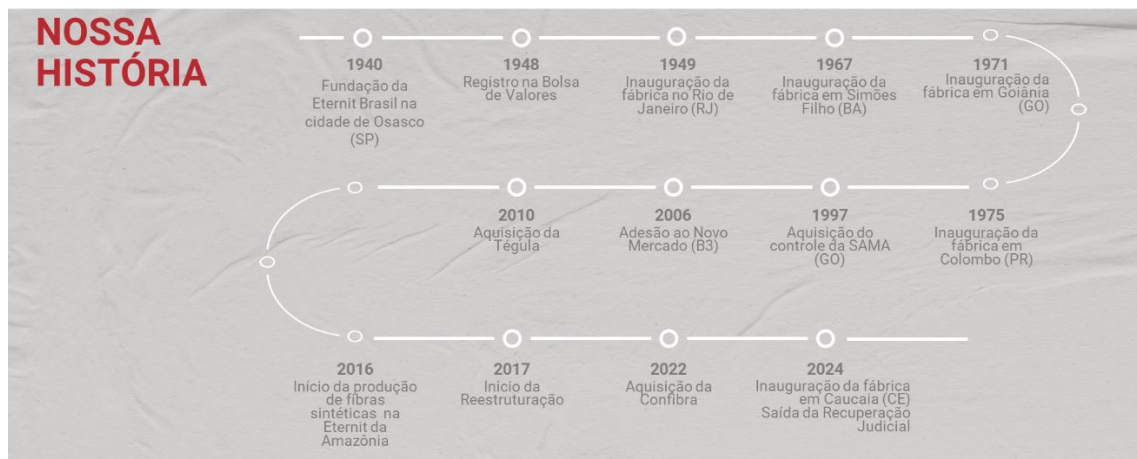 NOSSA
HISTÓRIA
1940
Fundação da
Eternit Brasil na
cidade de Osasco
(SP)
1948
Registro na Bolsa
de Valores
1949
Inauguração da
fábrica no Rio de
Janeiro (RJ)
1967
Inauguração da
fábrica em Simões
Filho (BA)
1971
Inauguração da
fábrica em Goiânia
(GO)
1975
Inauguração da
fábrica em
Colombo (PR)
1997
Aquisição do
controle da SAMA
(GO)
2006
Adesão ao Novo
Mercado (B3)
2010
Aquisição da
Tégula
2016
Início da produção
de fibras
sintéticas na
Eternit da
Amazônia
2017
Inicio da
Reestruturação
2022
Aquisição da
Confibra
2024
Inauguração da fábrica
em Caucaia (CE)
Saída da Recuperação
Judicial